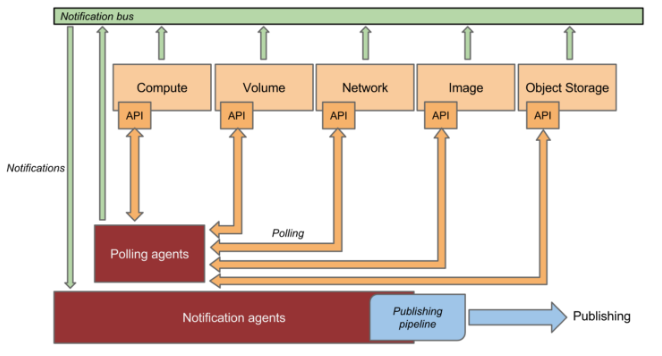 Notification bus
Compute
Volume
Network
Image
Object Storage
API
API
API
API
API
Notifications
Polling
Polling agents
Notification agents
Publishing
pipeline
Publishing